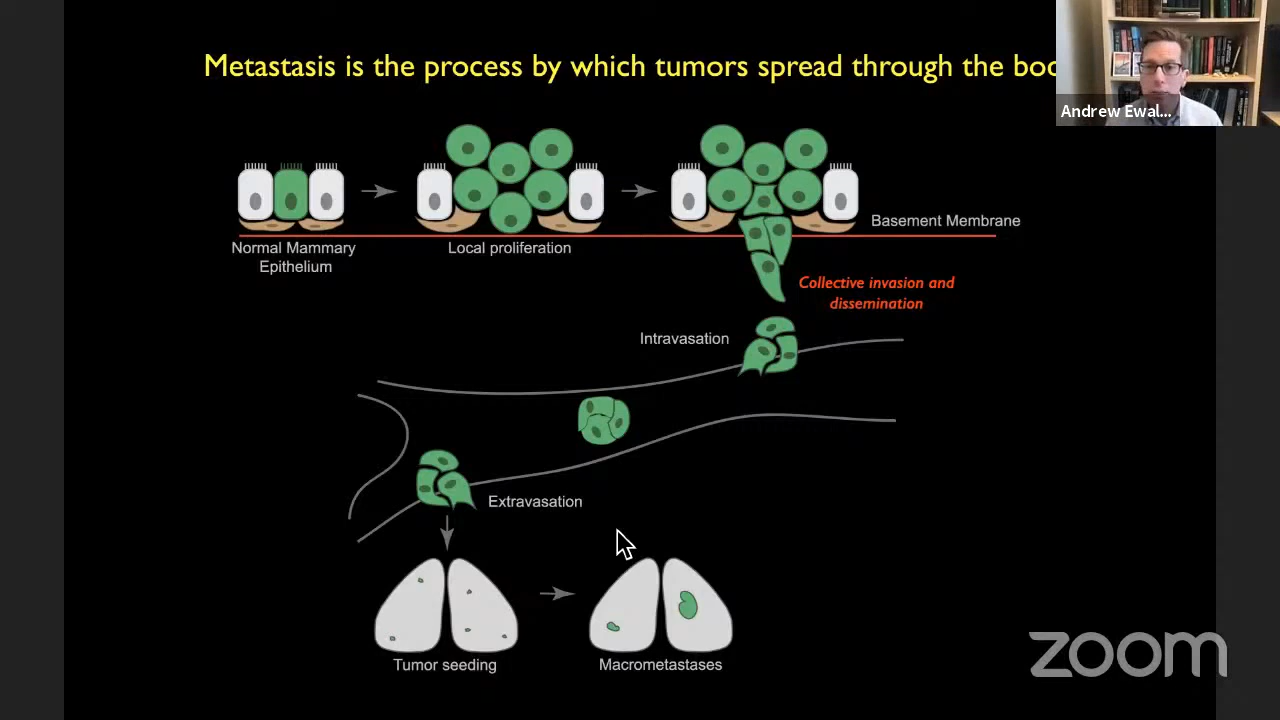 Metastasis is the process by which tumors spread through the
Andrew Ewal...
Basement Membrane
Normal Mammary
Epithelium
Local proliferation
Collective invasion and
dissemination
Intravasation
Extravasation
Tumor seeding
Macrometastases
zoom